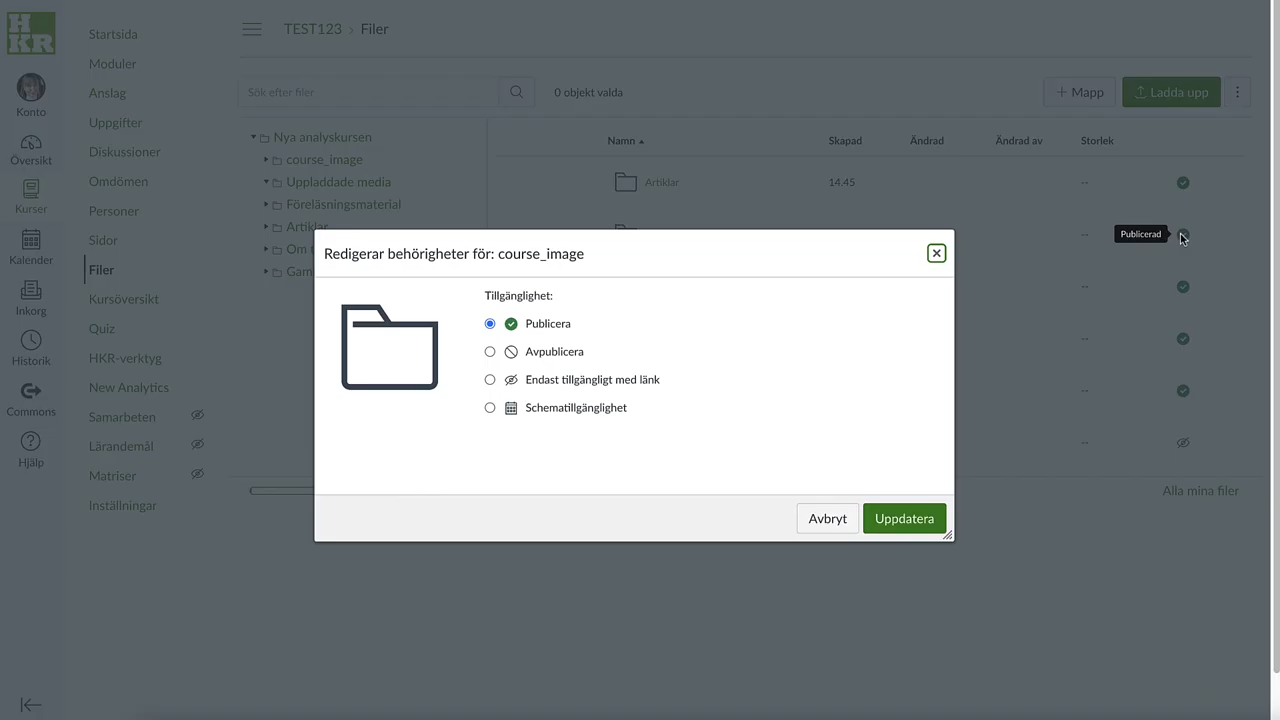 HKR
Konto
Översikt
Kurser
Kalender
Inkorg
Historik
Commons
Hjälp
Startsida
Moduler
Anslag
Uppgifter
Diskussioner
Omdömen
Personer
Sidor
Filer
Kursöversikt
Quiz
HKR-verktyg
New Analytics
Samarbeten
Lärandemål
Matriser
Inställningar
TEST123 › Filer
Sök efter filer
0 objekt valda
+ Mapp
Ladda upp
Nya analyskursen
course_image
Uppladdade media
Föreläsningsmaterial
Artiklar
Om
Namn Skapad Ändrad Ändrad av Storlek
Artiklar 14.45 --
-- Publicerad
--
--
--
--
Alla mina filer
Redigerar behörigheter för: course_image
Tillgänglighet:
Publicera
Avpublicera
Endast tillgängligt med länk
Schematillgänglighet
Avbryt
Uppdatera